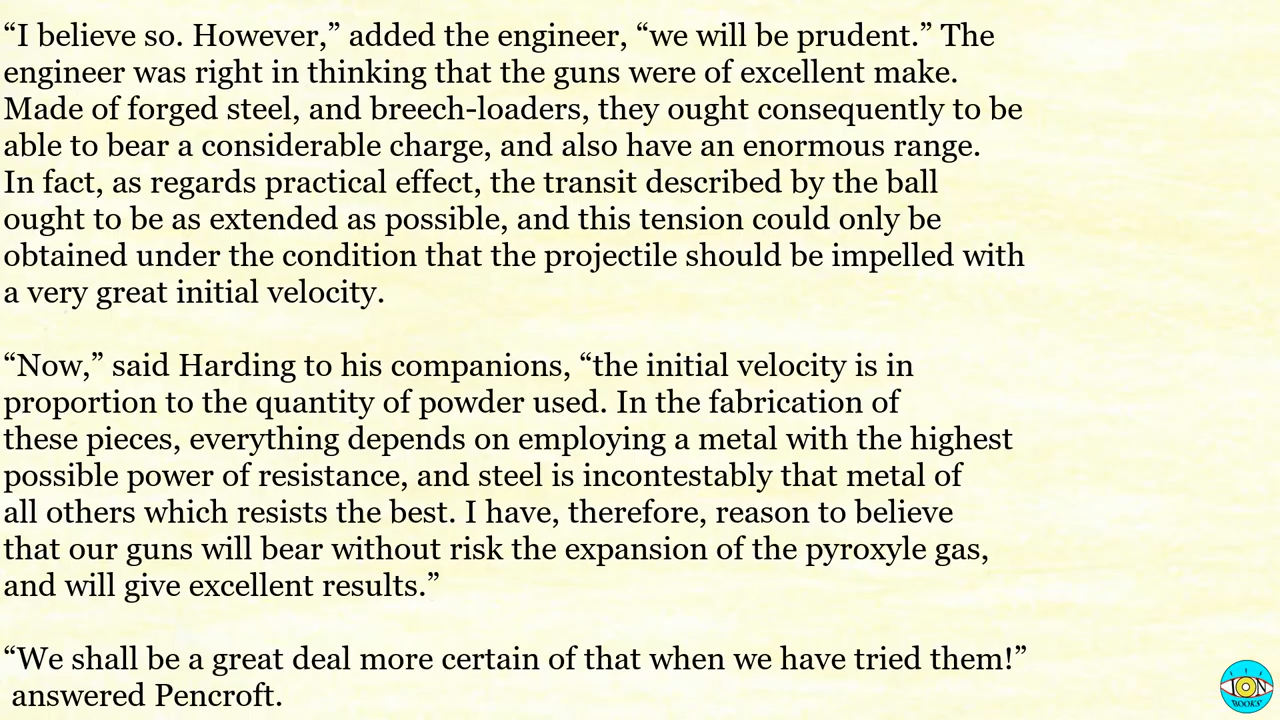 “I believe so. However,” added the engineer, “we will be prudent.” The
engineer was right in thinking that the guns were of excellent make.
Made of forged steel, and breech-loaders, they ought consequently to be
able to bear a considerable charge, and also have an enormous range.
In fact, as regards practical effect, the transit described by the ball
ought to be as extended as possible, and this tension could only be
obtained under the condition that the projectile should be impelled with
a very great initial velocity.
“Now,” said Harding to his companions, “the initial velocity is in
proportion to the quantity of powder used. In the fabrication of
these pieces, everything depends on employing a metal with the highest
possible power of resistance, and steel is incontestably that metal of
all others which resists the best. I have, therefore, reason to believe
that our guns will bear without risk the expansion of the pyroxyle gas,
and will give excellent results.”
“We shall be a great deal more certain of that when we have tried them!”
answered Pencroft.
ION
BOOKS